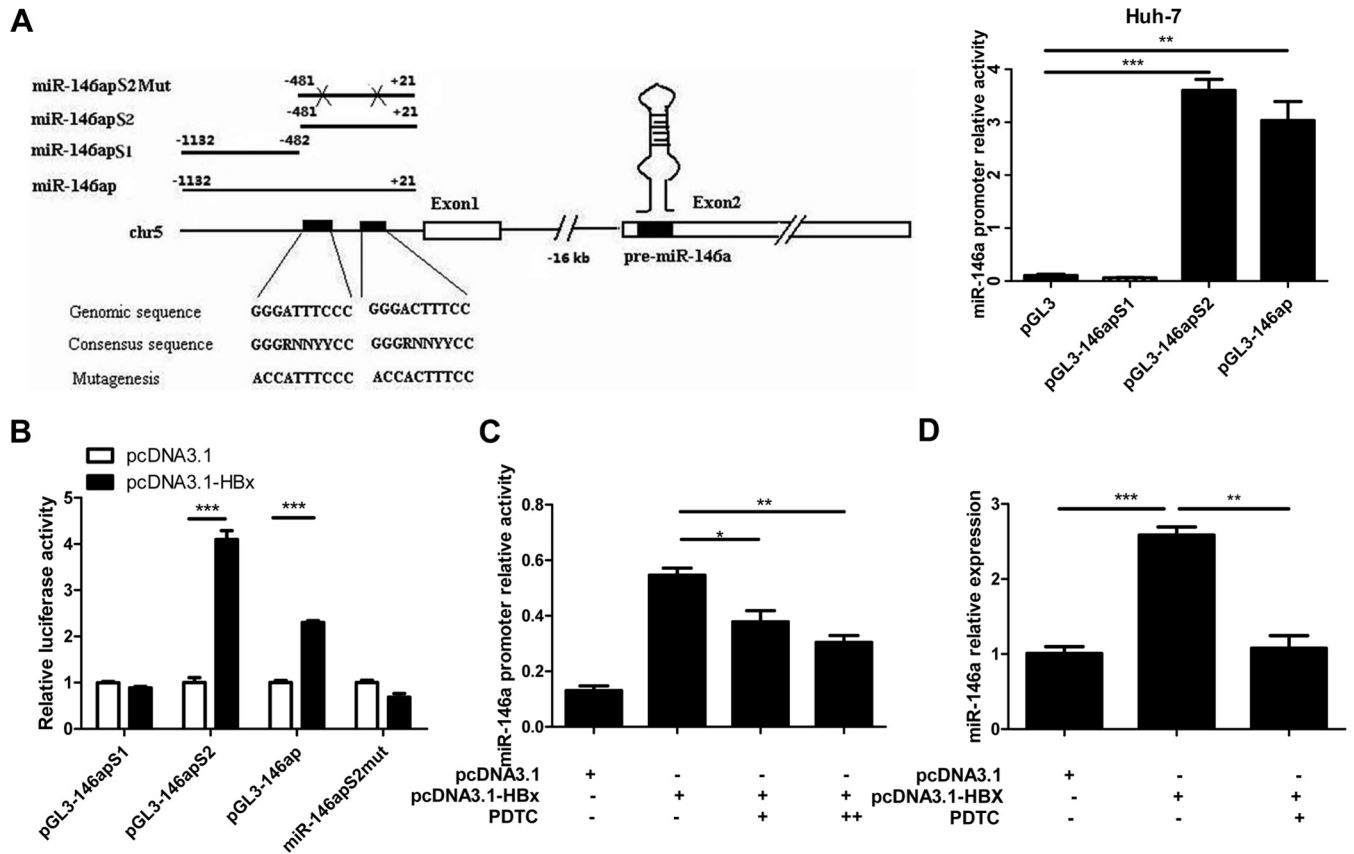 A
miR-146apS2Mut
-481
+21
miR-146apS2
-481
+21
miR-146apS1
-1132
-482
miR-146ap
-1132
+21
chr5
Exon1
Exon2
-16 kb
pre-miR-146a
Genomic sequence
GGGATTTCCC
GGGACTTTCC
Consensus sequence
GGGRNNYYCC
GGGRNNYYCC
Mutagenesis
ACCATTTCCC
ACCACTTTCC
Huh-7
miR-146a promoter relative activity
**
***
4
3
2
1
0
pGL3
pGL3-146apS1
pGL3-146apS2
pGL3-146ap
B
pcDNA3.1
pcDNA3.1-HBx
Relative luciferase activity
5
4
3
2
1
0
***
***
pGL3-146apS1
pGL3-146apS2
pGL3-146ap
miR-146apS2mut
C
miR-146a promoter relative activity
0.8
0.6
0.4
0.2
0.0
**
*
pcDNA3.1 + - - -
pcDNA3.1-HBx - + + +
PDTC - - + ++
D
miR-146a relative expression
3
2
1
0
***
**
pcDNA3.1 + - -
pcDNA3.1-HBX - + +
PDTC - - +